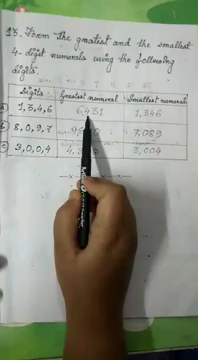 13. Form the greatest and the smallest
4-digit numerals using the following
digits.
Digits Greatest numeral Smallest numeral
a) 1,3,4,6 6,431 1,346
b) 8,0,9,7 7,089
c) 3,0,0,4 3,004